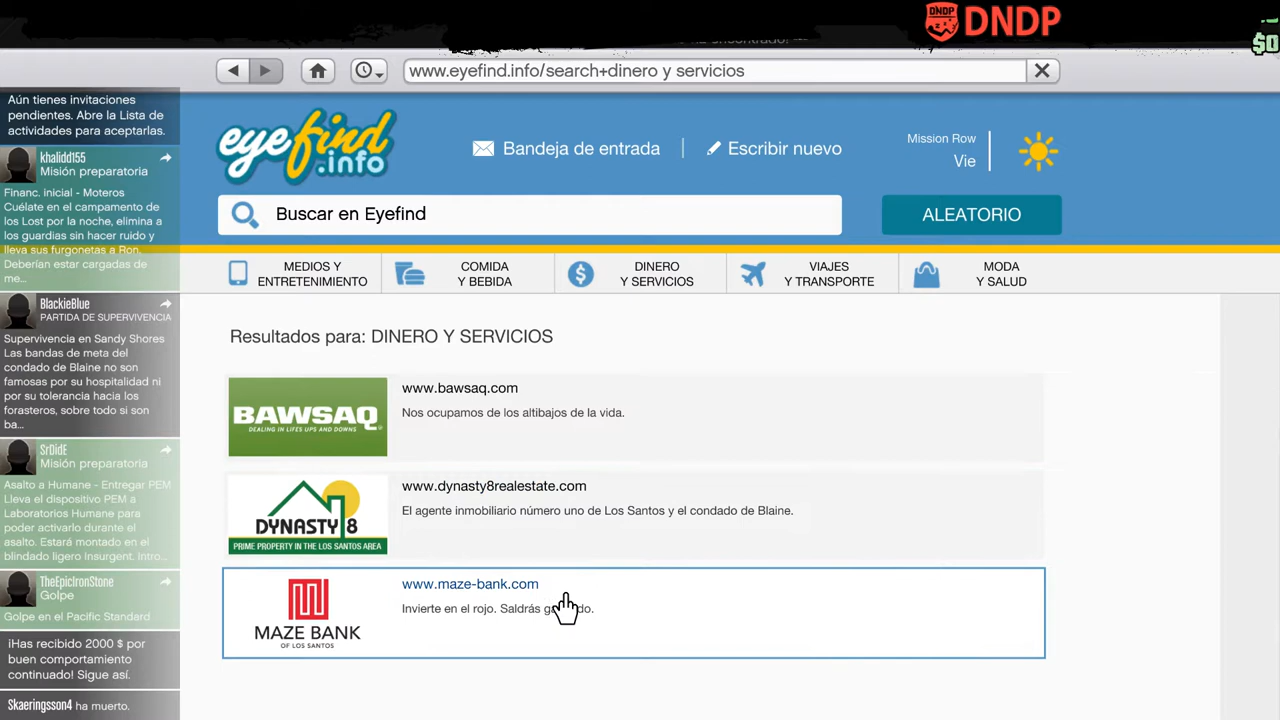 DNDP
$0
www.eyefind.info/search+dinero y servicios
Aún tienes invitaciones
pendientes. Abre la Lista de
actividades para aceptarlas.
khalidd155
Misión preparatoria
Financ. inicial - Moteros
Cuélate en el campamento de
los Lost por la noche, elimina a
los guardias sin hacer ruido y
lleva sus furgonetas a Ron.
Deberían estar cargadas de
me...
BlackieBlue
PARTIDA DE SUPERVIVENCIA
Supervivencia en Sandy Shores
Las bandas de meta del
condado de Blaine no son
famosas por su hospitalidad ni
por su tolerancia hacia los
forasteros, sobre todo si son
ba...
SrDidE
Misión preparatoria
Asalto a Humane - Entregar PEM
Lleva el dispositivo PEM a
Laboratorios Humane para
poder activarlo durante el
asalto. Estará montado en el
blindado ligero Insurgent. Intro...
TheEpicIronStone
Golpe
Golpe en el Pacific Standard
¡Has recibido 2000 $ por
buen comportamiento
continuado! Sigue así.
Skaeringsson4 ha muerto.
eyefind
.info
Bandeja de entrada
Escribir nuevo
Mission Row
Vie
Buscar en Eyefind
ALEATORIO
MEDIOS Y
ENTRETENIMIENTO
COMIDA
Y BEBIDA
DINERO
Y SERVICIOS
VIAJES
Y TRANSPORTE
MODA
Y SALUD
Resultados para: DINERO Y SERVICIOS
BAWSAQ
DEALING IN LIFE'S UPS AND DOWNS
www.bawsaq.com
Nos ocupamos de los altibajos de la vida.
DYNASTY 8
PRIME PROPERTY IN THE LOS SANTOS AREA
www.dynasty8realestate.com
El agente inmobiliario número uno de Los Santos y el condado de Blaine.
MAZE BANK
OF LOS SANTOS
www.maze-bank.com
Invierte en el rojo. Saldrás